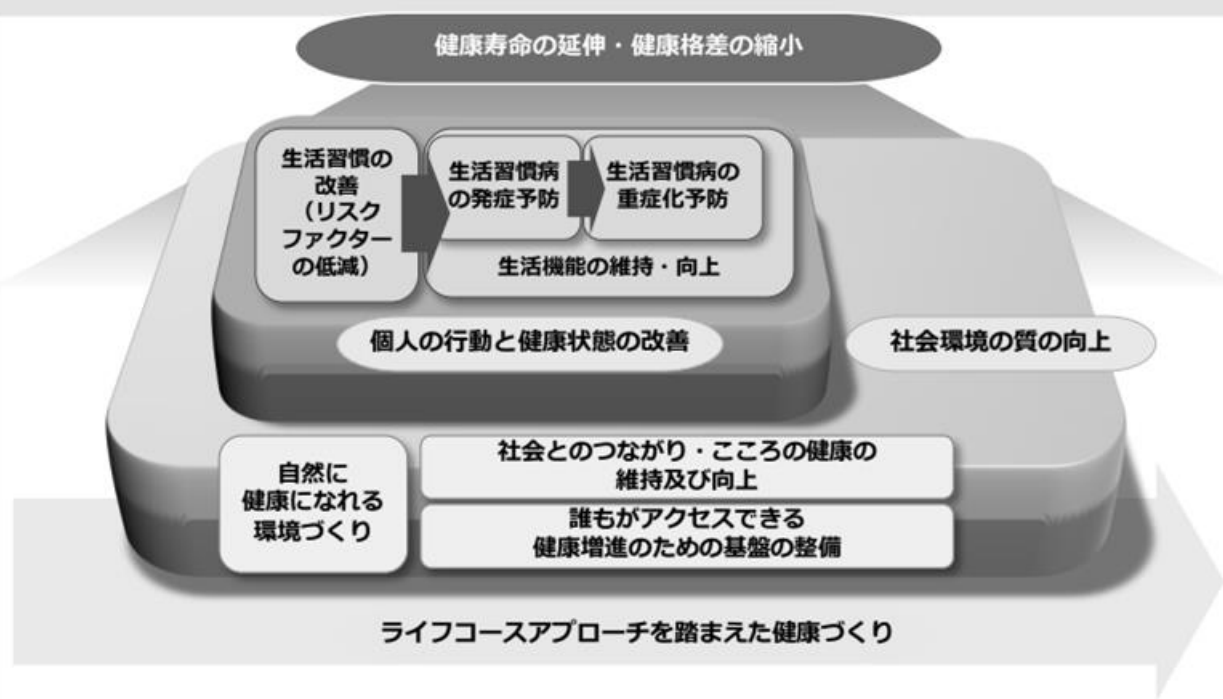 健康寿命の延伸・健康格差の縮小
生活習慣の
改善
（リスク
ファクター
の低減）
生活習慣病
の発症予防
生活習慣病の
重症化予防
生活機能の維持・向上
個人の行動と健康状態の改善
社会環境の質の向上
自然に
健康になれる
環境づくり
社会とのつながり・こころの健康の
維持及び向上
誰もがアクセスできる
健康増進のための基盤の整備
ライフコースアプローチを踏まえた健康づくり